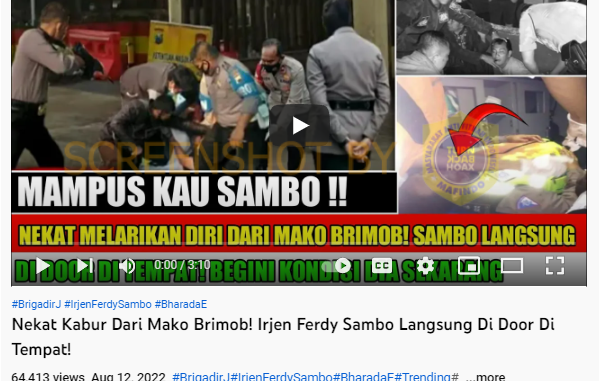 SCREENSHOT BY
MAMPUS KAU SAMBO !!
NEKAT MELARIKAN DIRI DARI MAKO BRIMOB! SAMBO LANGSUNG
DI DOOR DI TEMPAT! BEGINI KONDISI DIA SEKARANG
0:00 / 3:10
CC
#BrigadirJ #IrjenFerdySambo #BharadaE
Nekat Kabur Dari Mako Brimob! Irjen Ferdy Sambo Langsung Di Door Di
Tempat!
64,413 views Aug 12, 2022 #BrigadirJ#IrjenFerdySambo#BharadaE#Trending# ...more